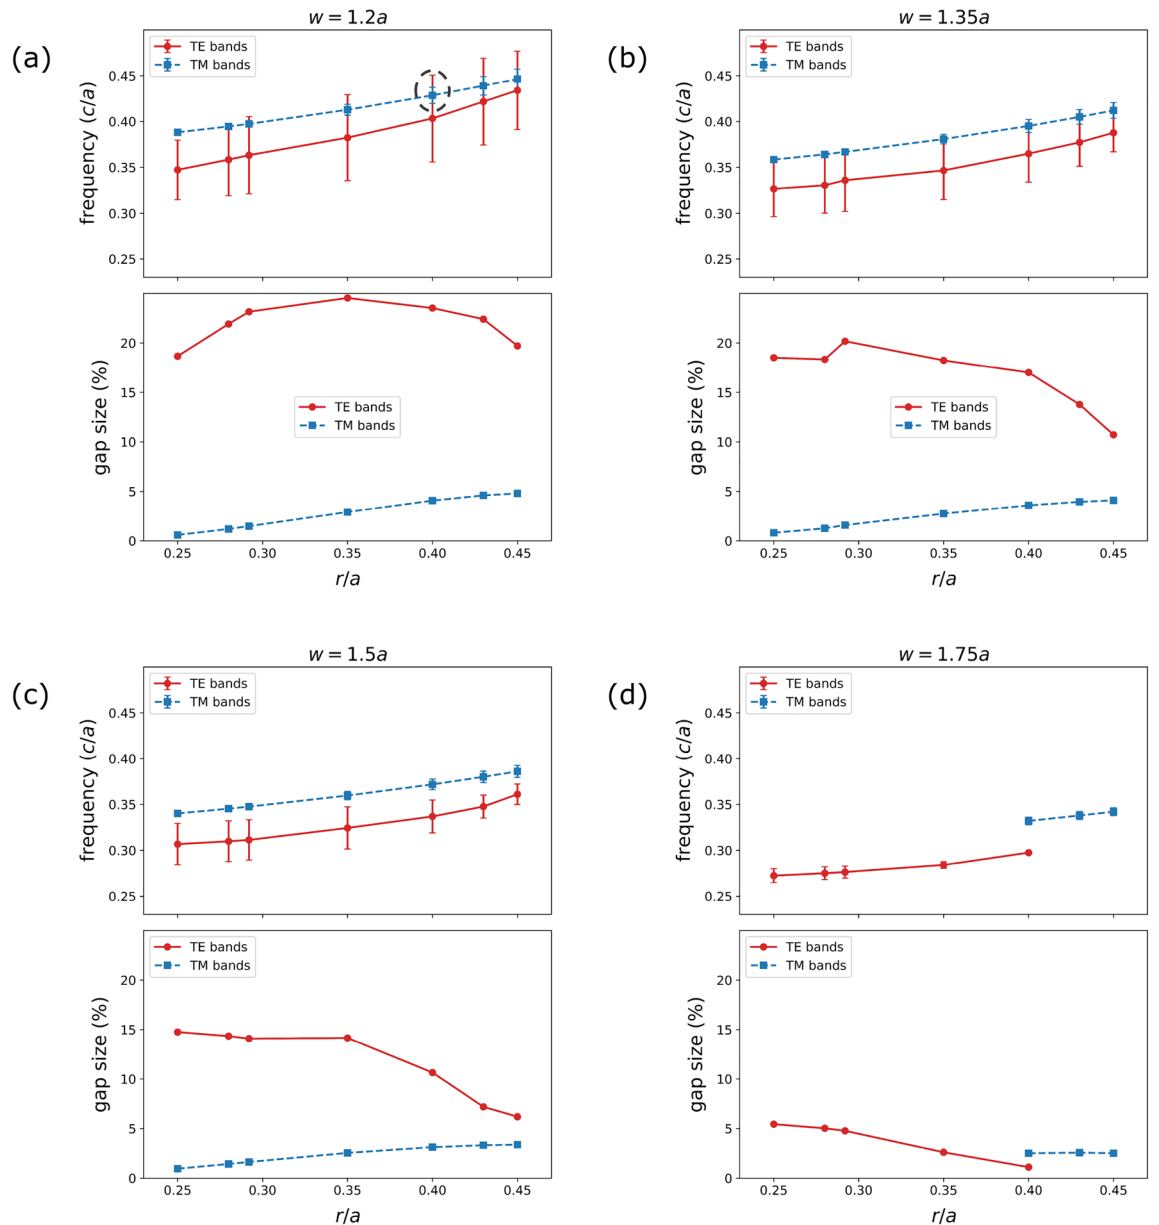 w = 1.2a
(a)
TE bands
TM bands
frequency (c/a)
0.45
0.40
0.35
0.30
0.25
TE bands
TM bands
gap size (%)
20
15
10
5
0
0.25 0.30 0.35 0.40 0.45
r/a
w = 1.35a
(b)
TE bands
TM bands
frequency (c/a)
0.45
0.40
0.35
0.30
0.25
TE bands
TM bands
gap size (%)
20
15
10
5
0
0.25 0.30 0.35 0.40 0.45
r/a
w = 1.5a
(c)
TE bands
TM bands
frequency (c/a)
0.45
0.40
0.35
0.30
0.25
TE bands
TM bands
gap size (%)
20
15
10
5
0
0.25 0.30 0.35 0.40 0.45
r/a
w = 1.75a
(d)
TE bands
TM bands
frequency (c/a)
0.45
0.40
0.35
0.30
0.25
TE bands
TM bands
gap size (%)
20
15
10
5
0
0.25 0.30 0.35 0.40 0.45
r/a